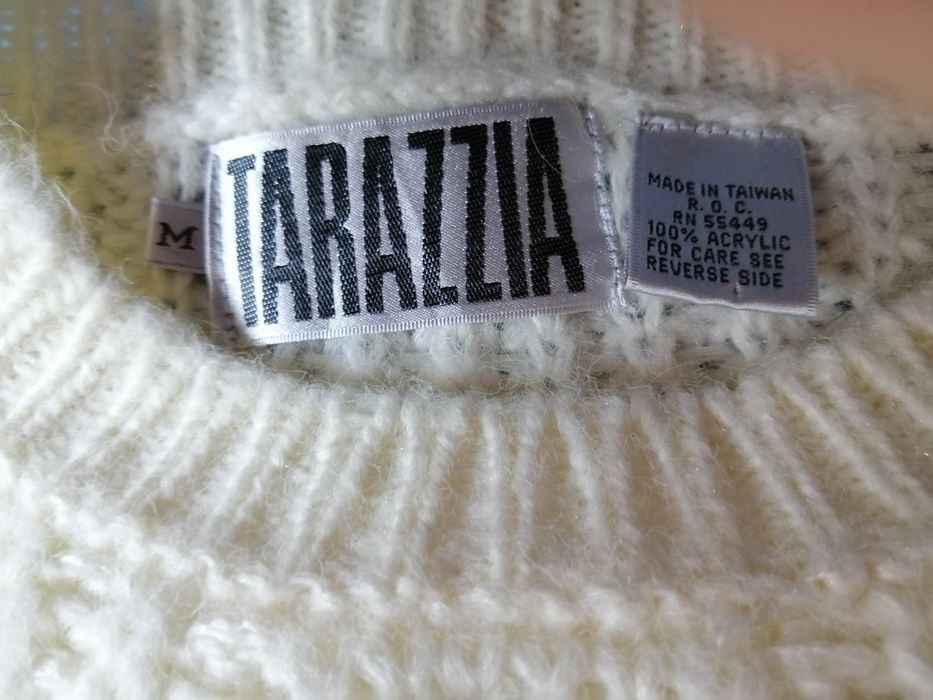 M
TARAZZIA
MADE IN TAIWAN
R. O. C.
RN 55449
100% ACRYLIC
FOR CARE SEE
REVERSE SIDE